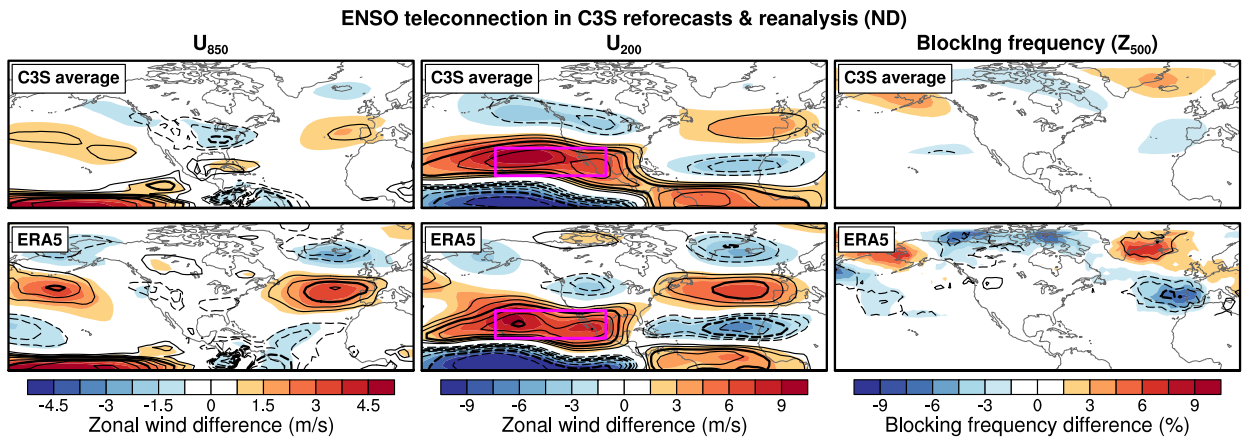 ENSO teleconnection in C3S reforecasts & reanalysis (ND)
U₈₅₀ U₂₀₀ Blocking frequency (Z₅₀₀)
C3S average C3S average C3S average
ERA5 ERA5 ERA5
-4.5 -3 -1.5 0 1.5 3 4.5 -9 -6 -3 0 3 6 9 -9 -6 -3 0 3 6 9
Zonal wind difference (m/s) Zonal wind difference (m/s) Blocking frequency difference (%)